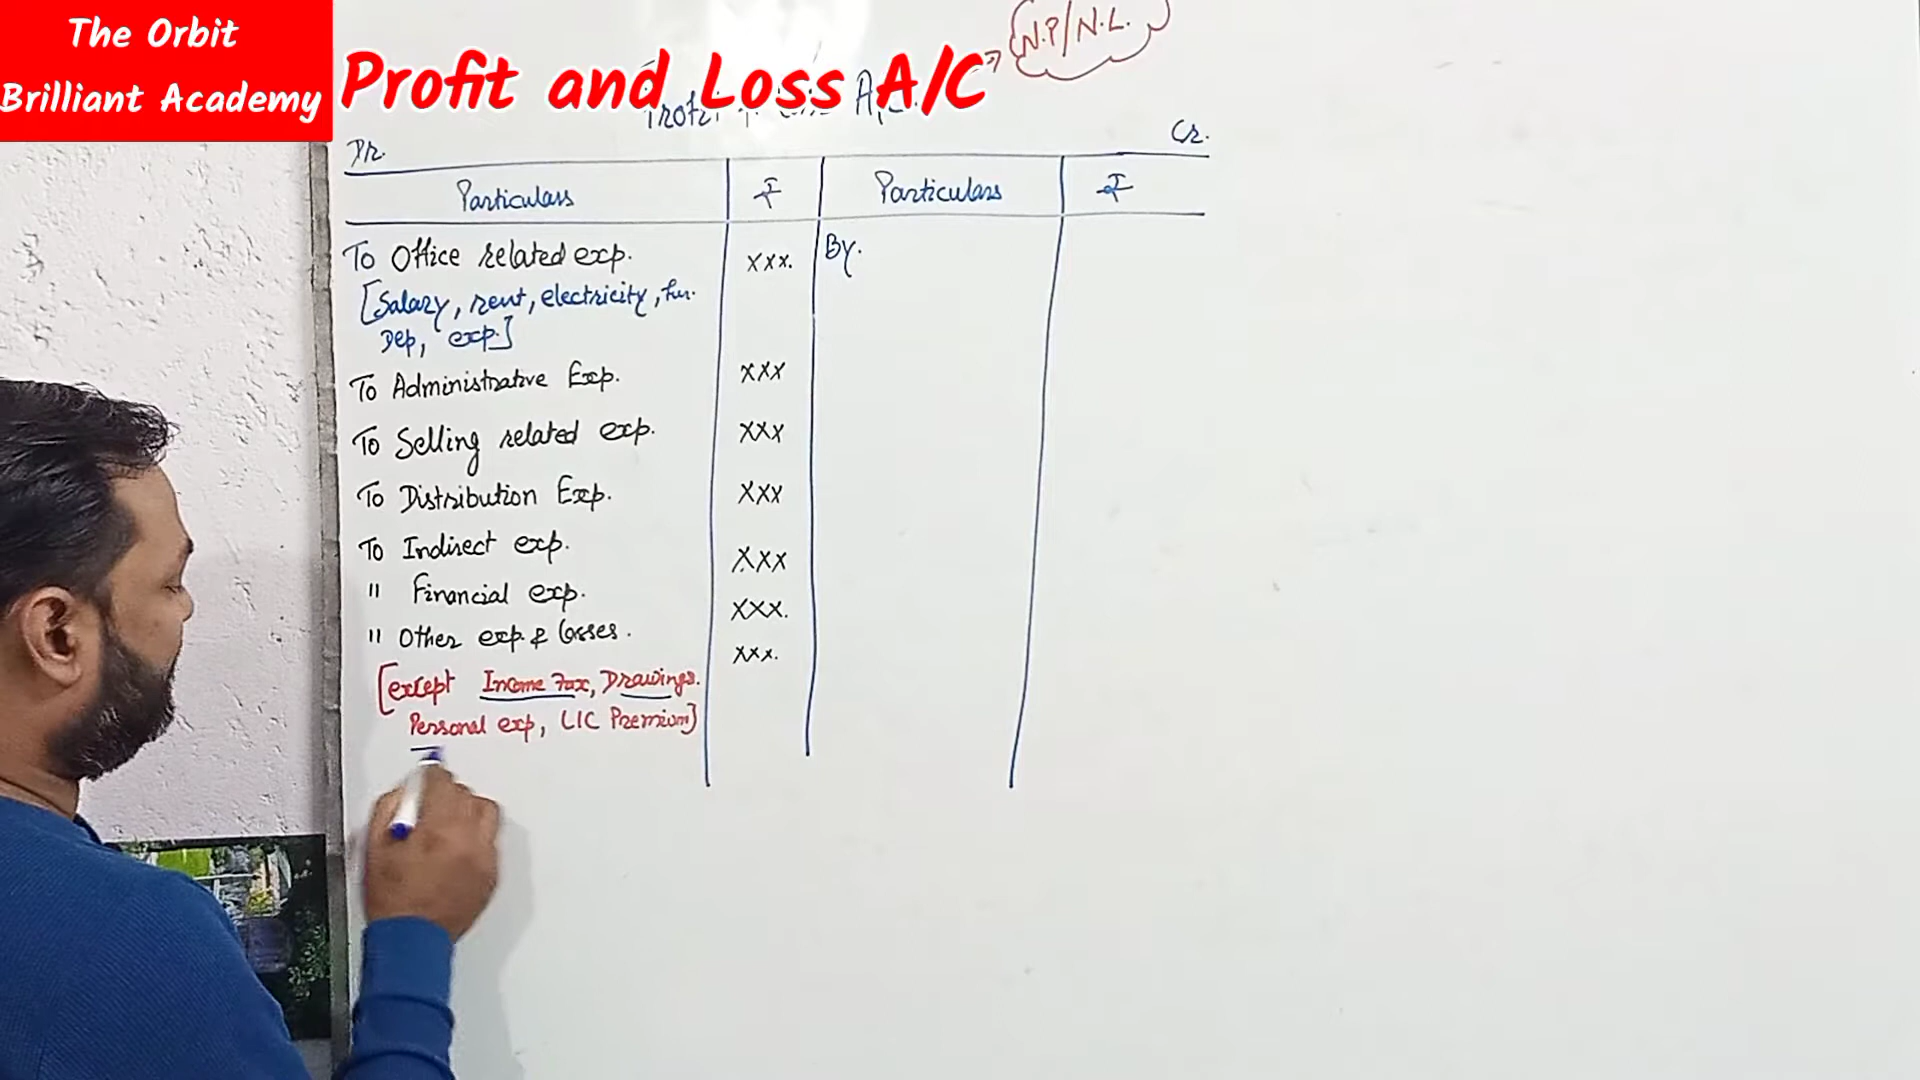 The Orbit
Brilliant Academy
Profit and Loss A/C
N.P/N.L.
Dr.
Cr.
Particulars ₹ Particulars ₹
To Office related exp. xxx. By.
[Salary, rent, electricity, fur.
Dep, exp.]
To Administrative Exp. xxx
To Selling related exp. xxx
To Distribution Exp. xxx
To Indirect exp. xxx
" Financial exp. xxx.
" Other exp. & losses. xxx.
[except Income Tax, Drawings.
Personal exp, LIC Premium]